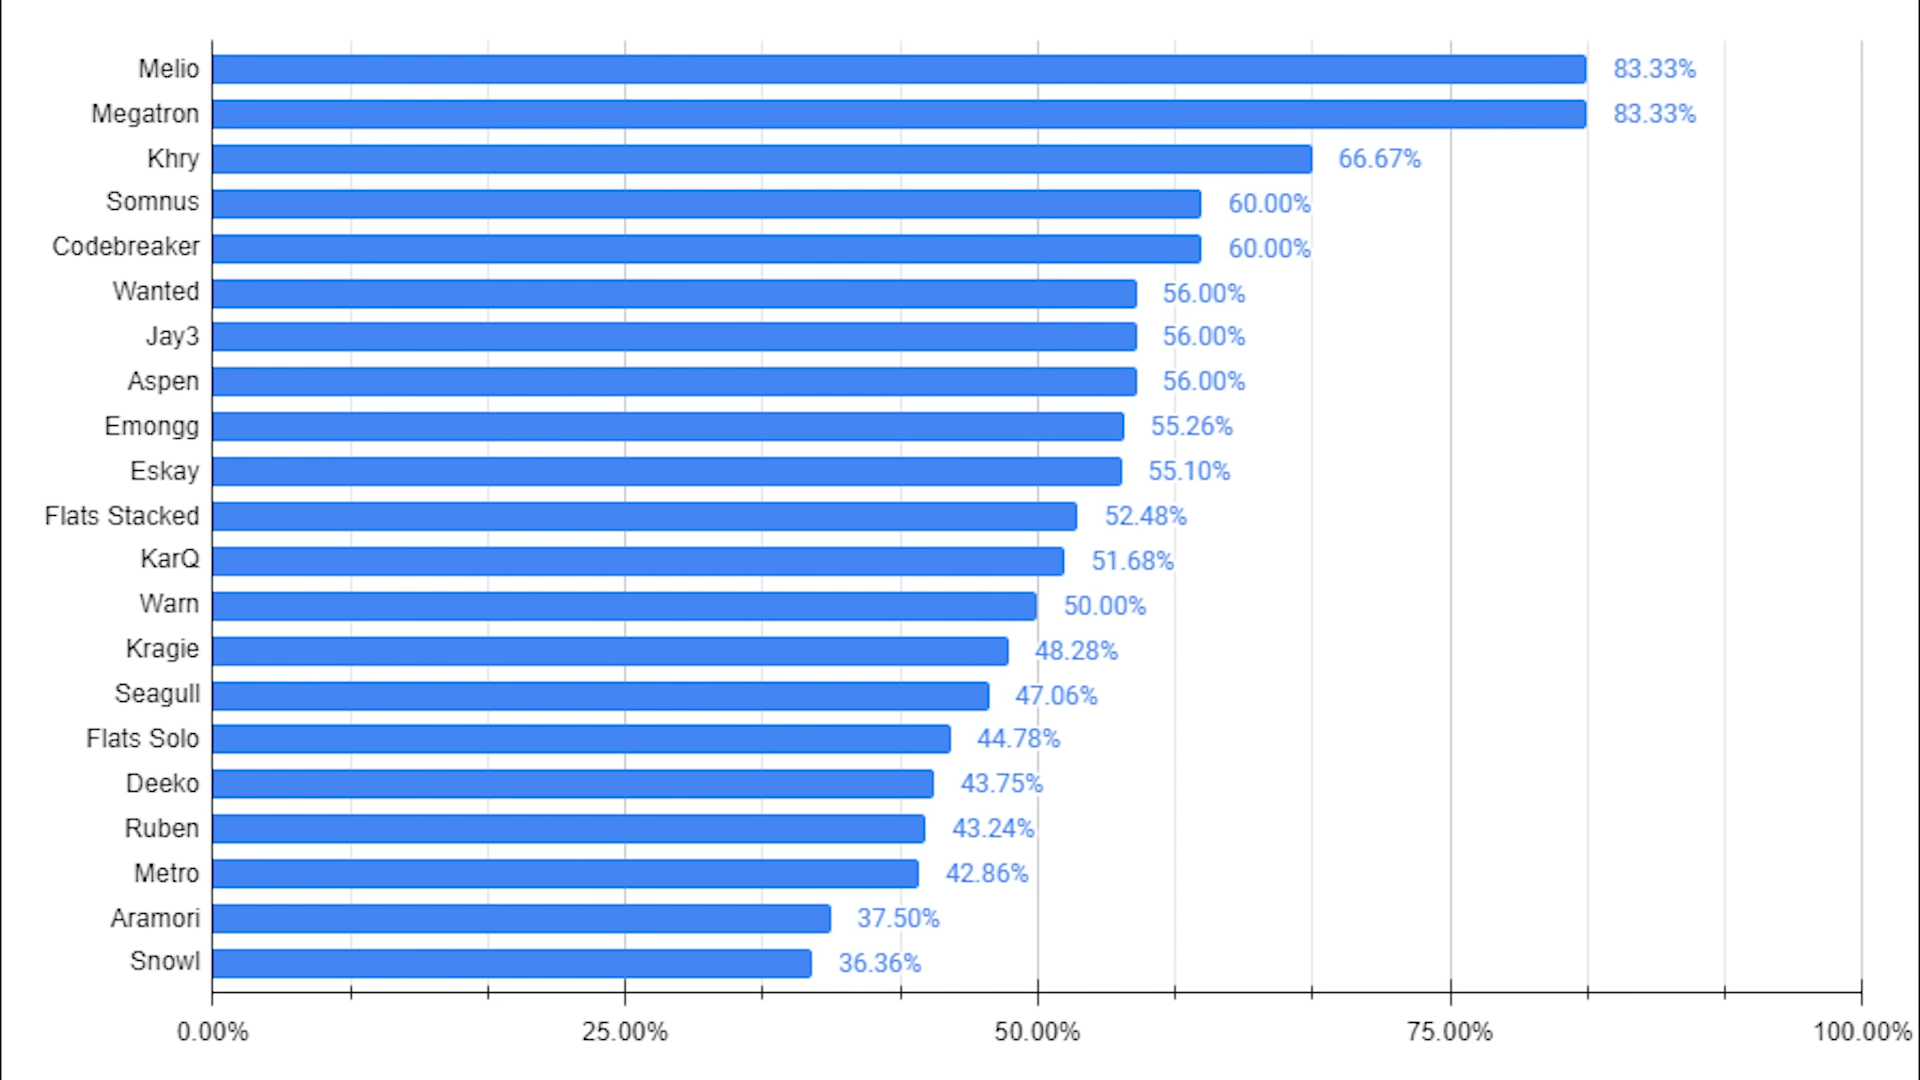 Melio 83.33%
Megatron 83.33%
Khry 66.67%
Somnus 60.00%
Codebreaker 60.00%
Wanted 56.00%
Jay3 56.00%
Aspen 56.00%
Emongg 55.26%
Eskay 55.10%
Flats Stacked 52.48%
KarQ 51.68%
Warn 50.00%
Kragie 48.28%
Seagull 47.06%
Flats Solo 44.78%
Deeko 43.75%
Ruben 43.24%
Metro 42.86%
Aramori 37.50%
Snowl 36.36%
0.00% 25.00% 50.00% 75.00% 100.00%